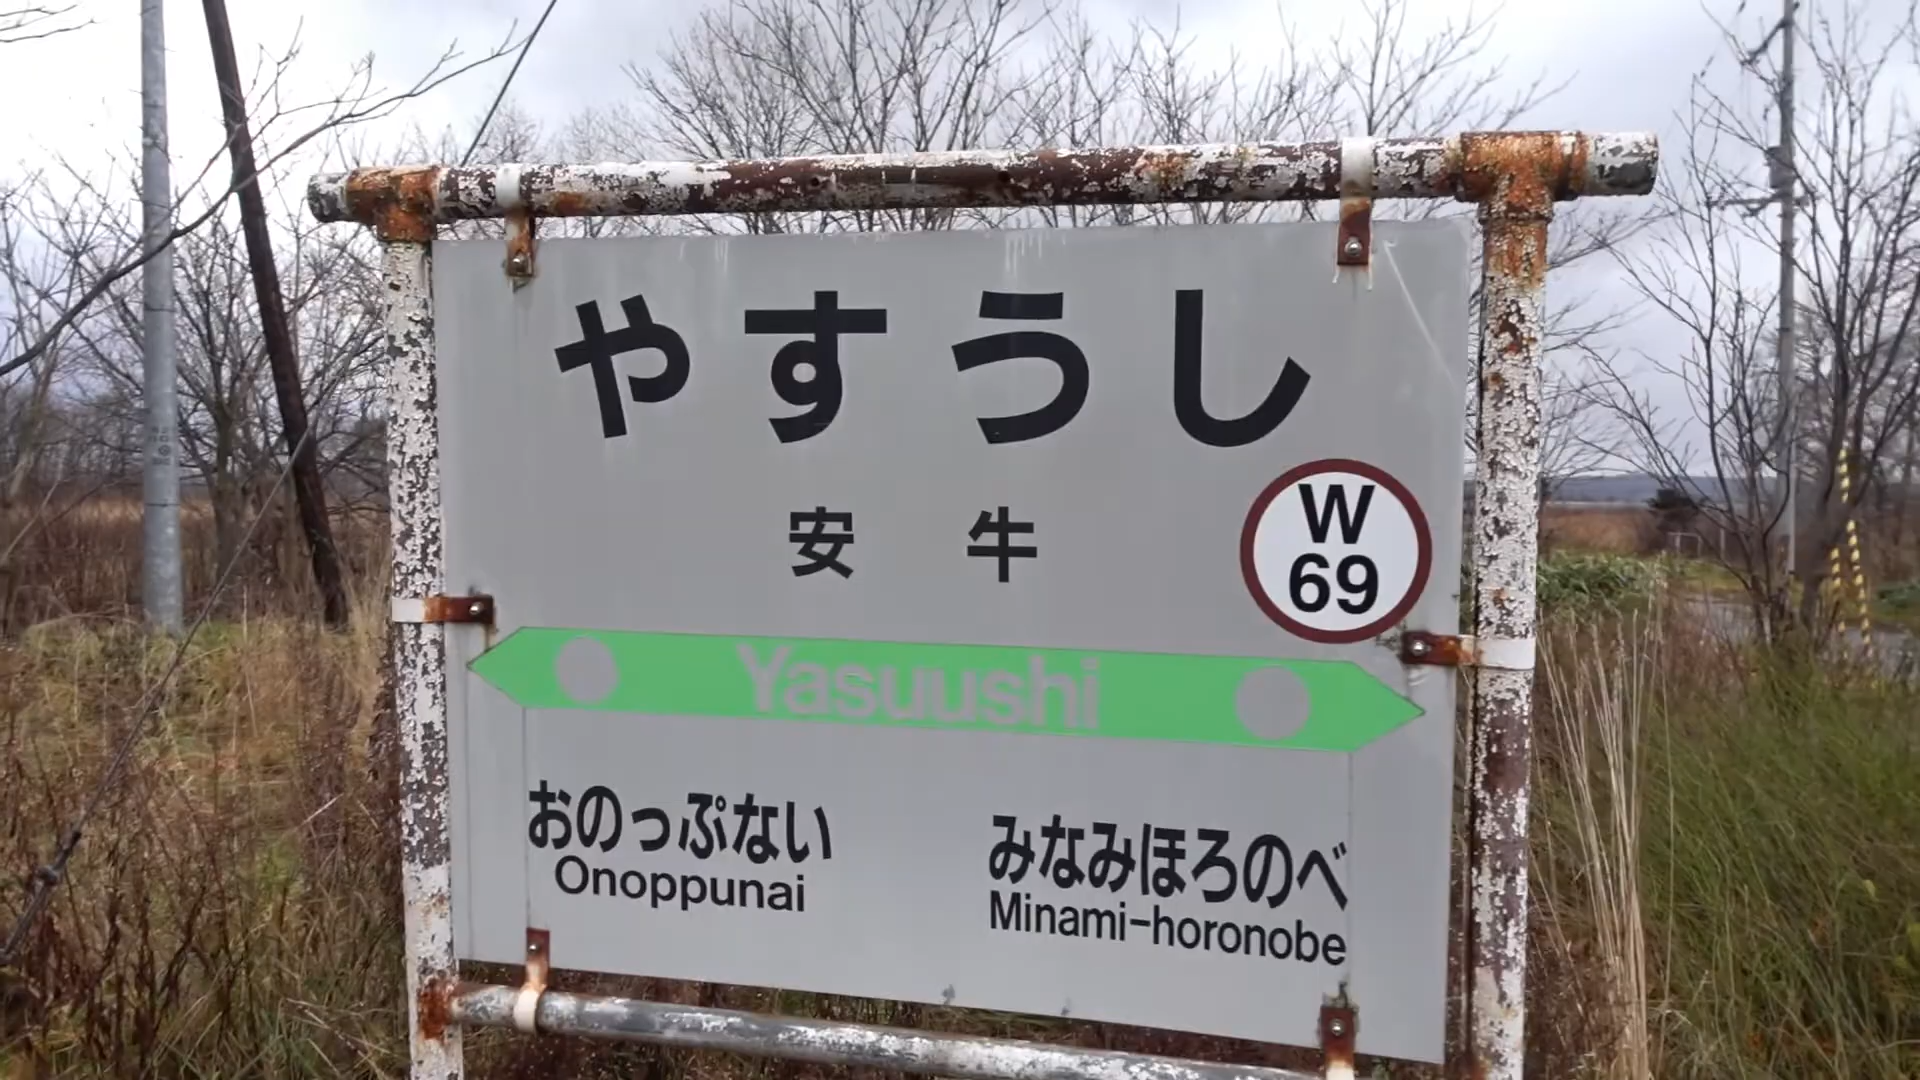 やすうし
安牛
W
69
Yasuushi
おのっぷない
Onoppunai
みなみほろのべ
Minami-horonobe